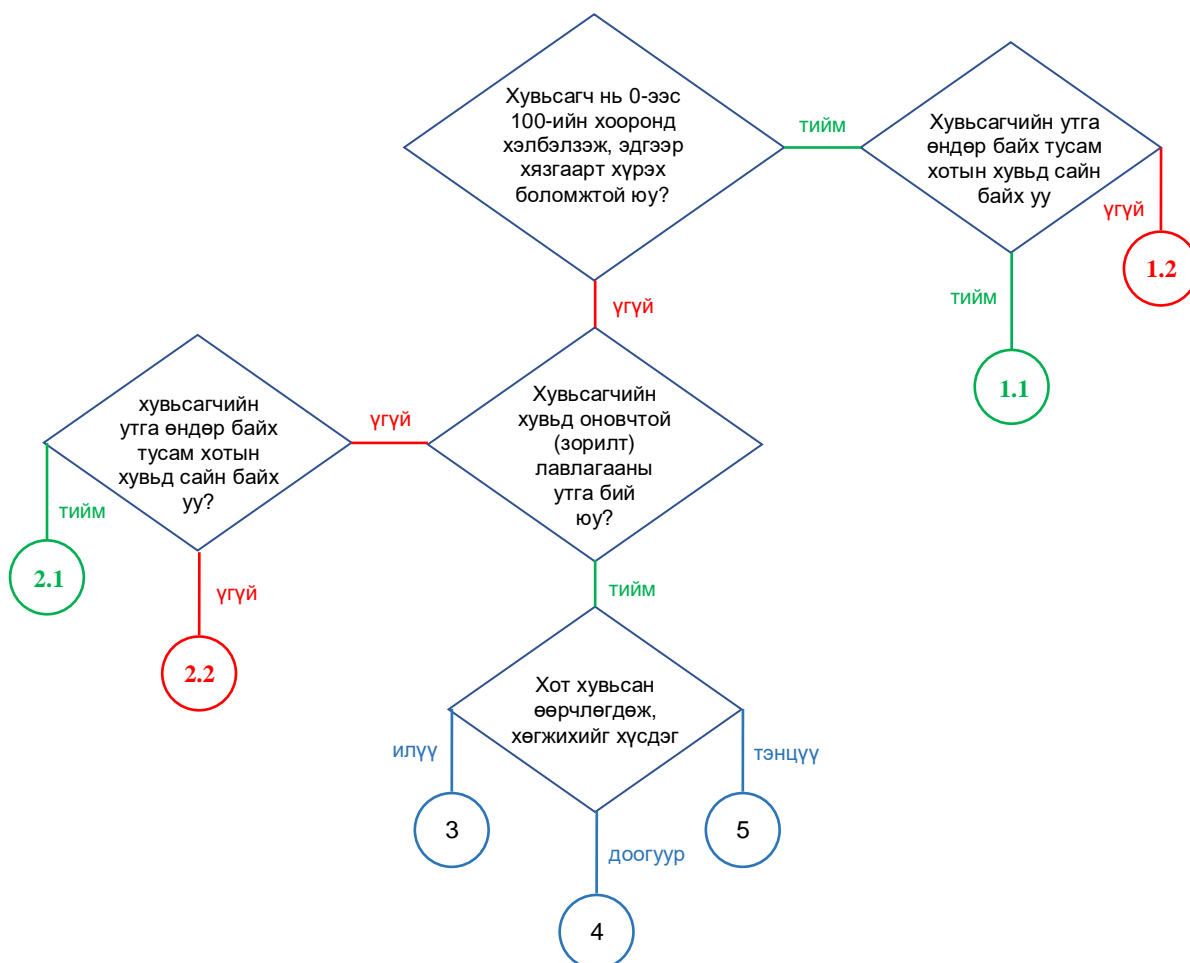 Хувьсагч нь 0-ээс
100-ийн хооронд
хэлбэлзэж, эдгээр
хязгаарт хүрэх
боломжтой юу?
тийм
Хувьсагчийн утга
өндөр байх тусам
хотын хувьд сайн
байх уу
үгүй
1.2
тийм
1.1
үгүй
Хувьсагчийн
хувьд оновчтой
(зорилт)
лавлагааны
утга бий
юу?
үгүй
хувьсагчийн
утга өндөр байх
тусам хотын
хувьд сайн байх
уу?
тийм
2.1
үгүй
2.2
тийм
Хот хувьсан
өөрчлөгдөж,
хөгжихийг хүсдэг
илүү
3
доогуур
4
тэнцүү
5